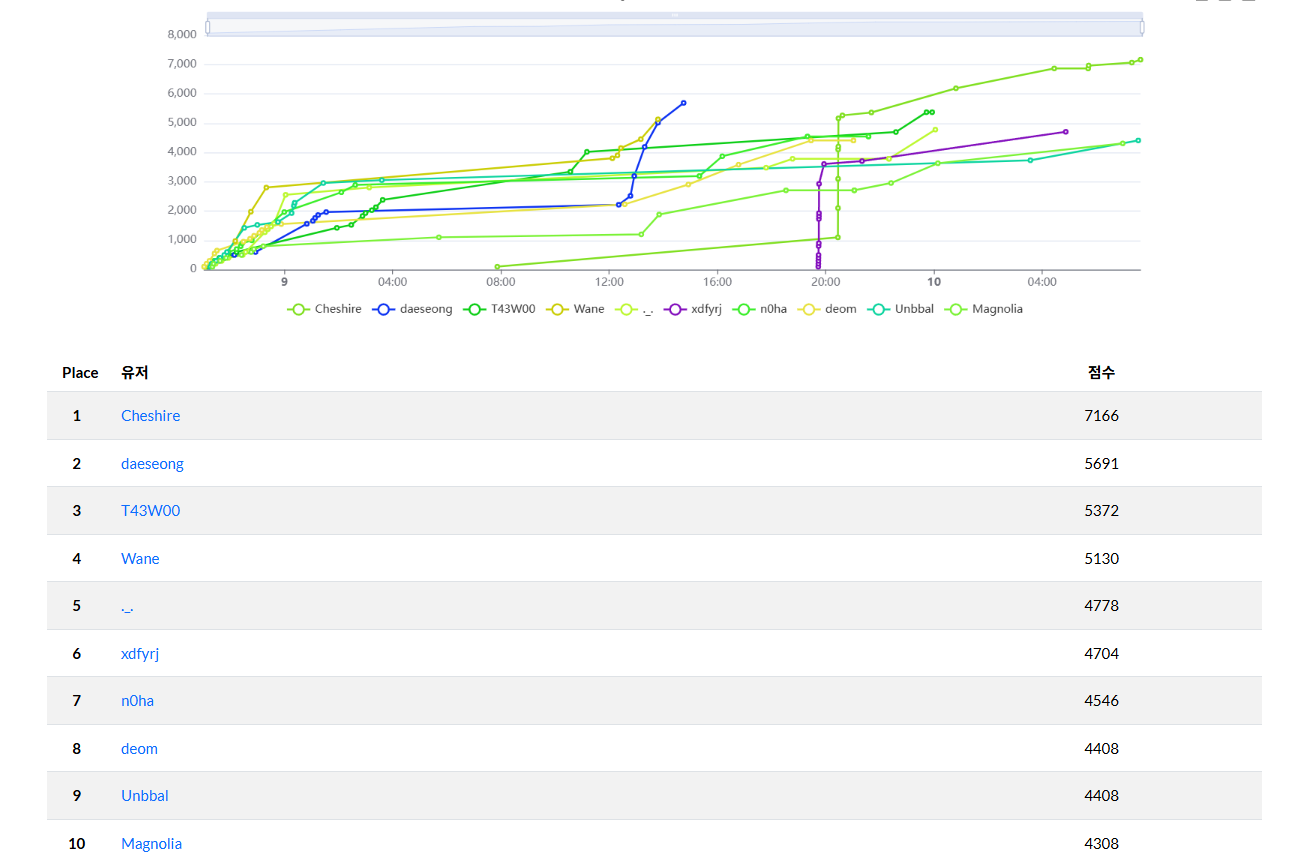 8,000
7,000
6,000
5,000
4,000
3,000
2,000
1,000
0
9 04:00 08:00 12:00 16:00 20:00 10 04:00
Cheshire daeseong T43W00 Wane ._. xdfyrj n0ha deom Unbbal Magnolia
Place 유저 점수
1 Cheshire 7166
2 daeseong 5691
3 T43W00 5372
4 Wane 5130
5 ._. 4778
6 xdfyrj 4704
7 n0ha 4546
8 deom 4408
9 Unbbal 4408
10 Magnolia 4308